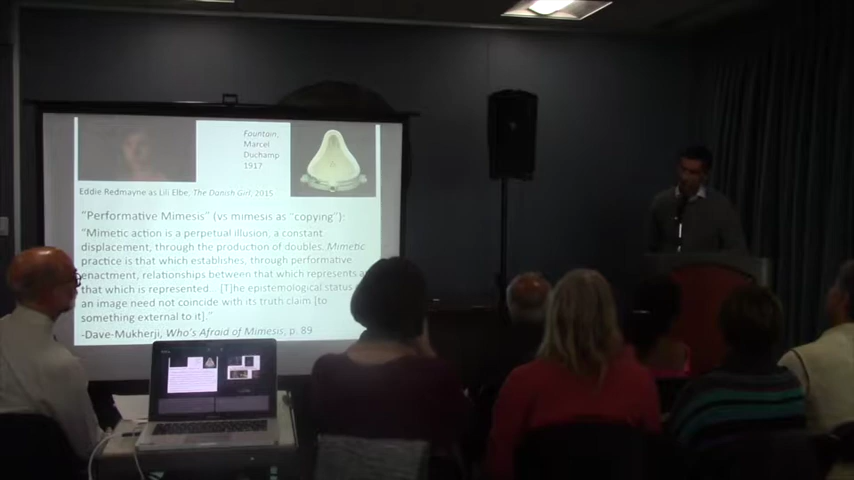 Fountain,
Marcel
Duchamp
1917
Eddie Redmayne as Lili Elbe, The Danish Girl, 2015
"Performative Mimesis" (vs mimesis as "copying"):
"Mimetic action is a perpetual illusion, a constant
displacement, through the production of doubles. Mimetic
practice is that which establishes, through performative
enactment, relationships between that which represents a
that which is represented... [T]he epistemological status
an image need not coincide with its truth claim [to
something external to it]."
-Dave-Mukherji, Who's Afraid of Mimesis, p. 89